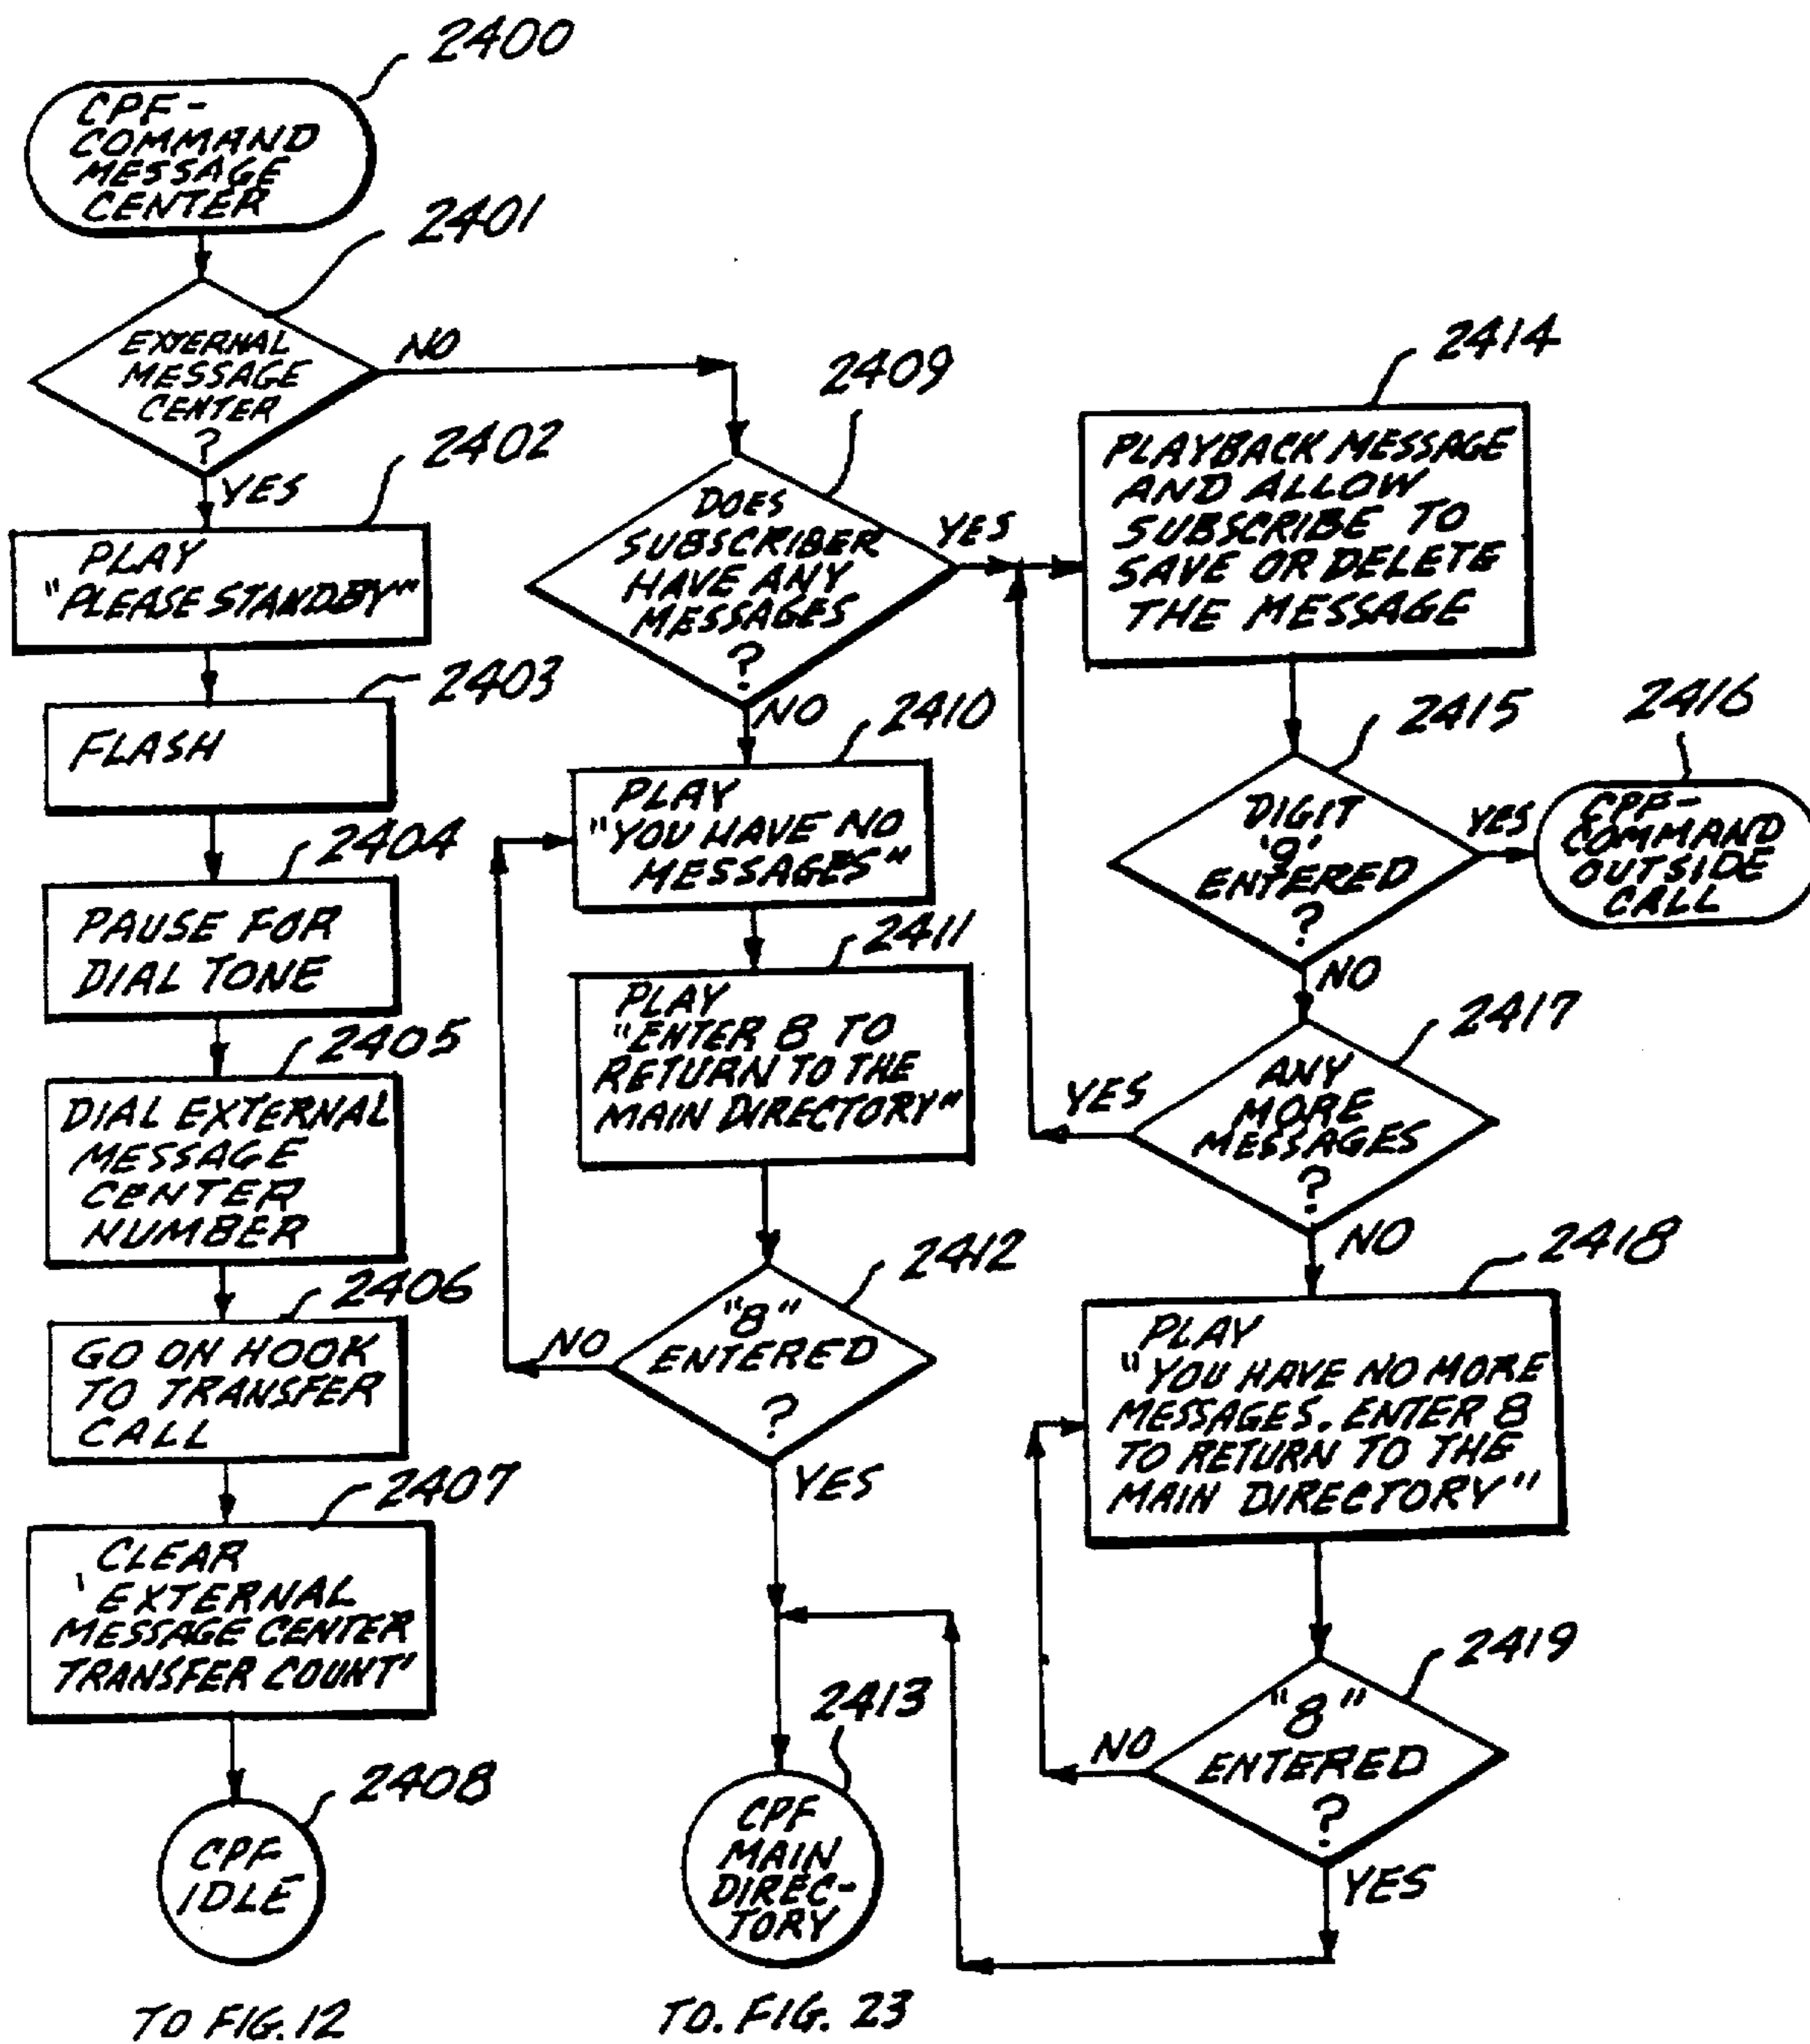 2400
CPF-
COMMAND
MESSAGE
CENTER
2401
EXTERNAL
MESSAGE
CENTER
?
NO
YES
2402
PLAY
"PLEASE STANDBY"
2403
FLASH
2404
PAUSE FOR
DIAL TONE
2405
DIAL EXTERNAL
MESSAGE
CENTER
NUMBER
2406
GO ON HOOK
TO TRANSFER
CALL
2407
CLEAR
'EXTERNAL
MESSAGE CENTER
TRANSFER COUNT'
2408
CPF
IDLE
TO FIG. 12
2409
DOES
SUBSCRIBER
HAVE ANY
MESSAGES
?
YES
NO
2410
PLAY
"YOU HAVE NO
MESSAGES"
2411
PLAY
"ENTER 8 TO
RETURN TO THE
MAIN DIRECTORY"
2412
"8"
ENTERED
?
NO
YES
2413
CPF
MAIN
DIREC-
TORY
TO. FIG. 23
2414
PLAYBACK MESSAGE
AND ALLOW
SUBSCRIBE TO
SAVE OR DELETE
THE MESSAGE
2415
DIGIT
'9'
ENTERED
?
YES
NO
2416
CPF-
COMMAND
OUTSIDE
CALL
2417
ANY
MORE
MESSAGES
?
YES
NO
2418
PLAY
"YOU HAVE NO MORE
MESSAGES. ENTER 8
TO RETURN TO THE
MAIN DIRECTORY"
2419
"8"
ENTERED
?
NO
YES